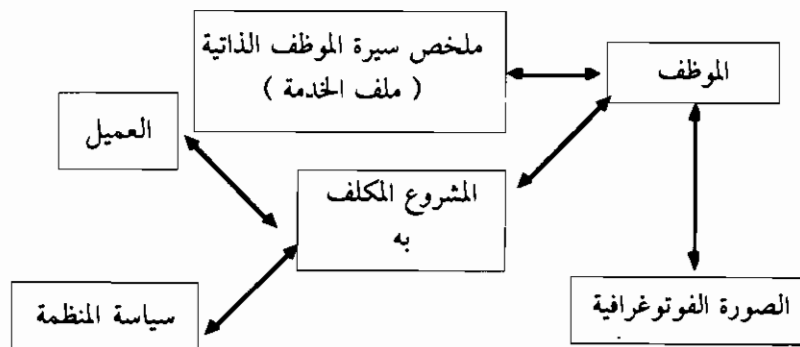 ملخص سيرة الموظف الذاتية
( ملف الخدمة )
الموظف
العميل
المشروع المكلف
به
سياسة المنظمة
الصورة الفوتوغرافية